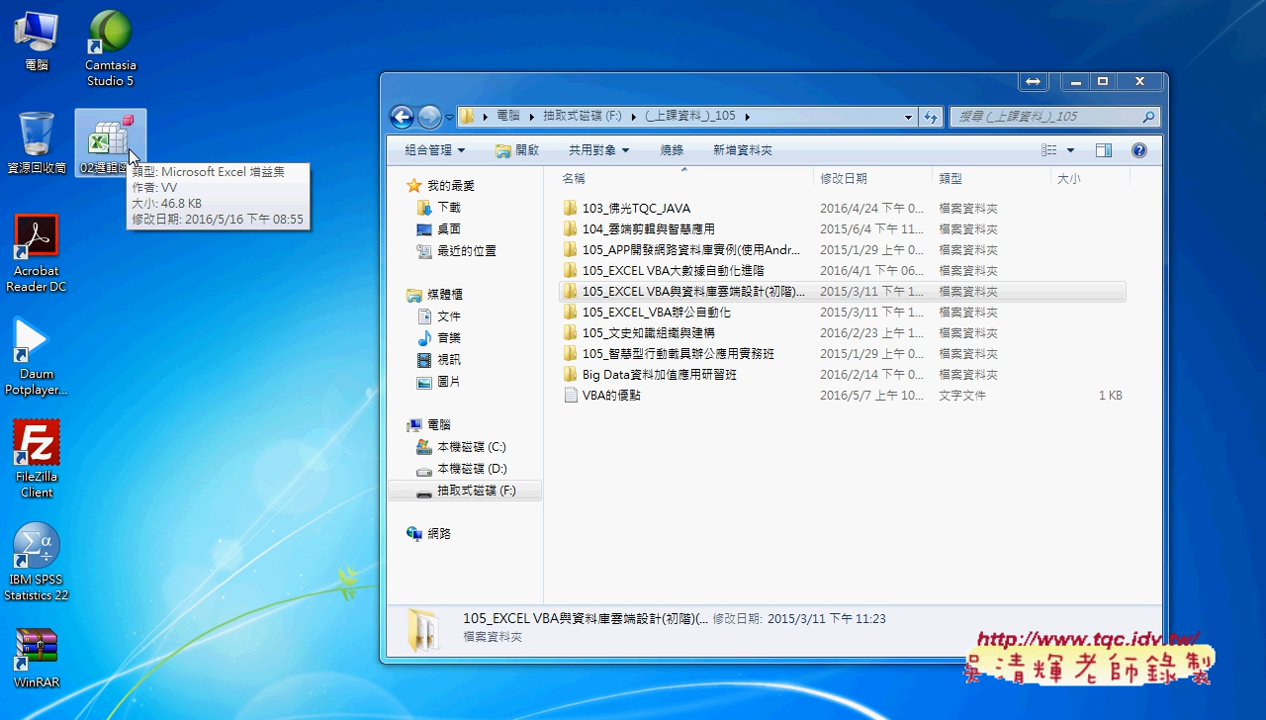 電腦
Camtasia
Studio 5
資源回收筒
類型: Microsoft Excel 增益集
作者: VV
大小: 46.8 KB
修改日期: 2016/5/16 下午 08:55
Acrobat
Reader DC
Daum
Potplayer...
FileZilla
Client
IBM SPSS
Statistics 22
WinRAR
電腦 抽取式磁碟 (F:) (_上課資料_)_105
搜尋 (_上課資料_)_105
組合管理 開啟 共用對象 燒錄 新增資料夾
我的最愛
下載
桌面
最近的位置
媒體櫃
文件
音樂
視訊
圖片
電腦
本機磁碟 (C:)
本機磁碟 (D:)
抽取式磁碟 (F:)
網路
名稱 修改日期 類型 大小
103_佛光TQC_JAVA 2016/4/24 下午 0... 檔案資料夾
104_雲端剪輯與智慧應用 2015/6/4 下午 11... 檔案資料夾
105_APP開發網路資料庫實例(使用Andr... 2015/1/29 上午 0... 檔案資料夾
105_EXCEL VBA大數據自動化進階 2016/4/1 下午 06... 檔案資料夾
105_EXCEL VBA與資料庫雲端設計(初階)... 2015/3/11 下午 1... 檔案資料夾
105_EXCEL_VBA辦公自動化 2015/3/11 下午 1... 檔案資料夾
105_文史知識組織與建構 2016/2/23 上午 1... 檔案資料夾
105_智慧型行動載具辦公應用實務班 2015/1/29 上午 0... 檔案資料夾
Big Data資料加值應用研習班 2016/2/14 下午 0... 檔案資料夾
VBA的優點 2016/5/7 上午 10... 文字文件 1 KB
105_EXCEL VBA與資料庫雲端設計(初階)(... 修改日期: 2015/3/11 下午 11:23
檔案資料夾
http://www.tqc.idv.tw/
吳清輝老師錄製